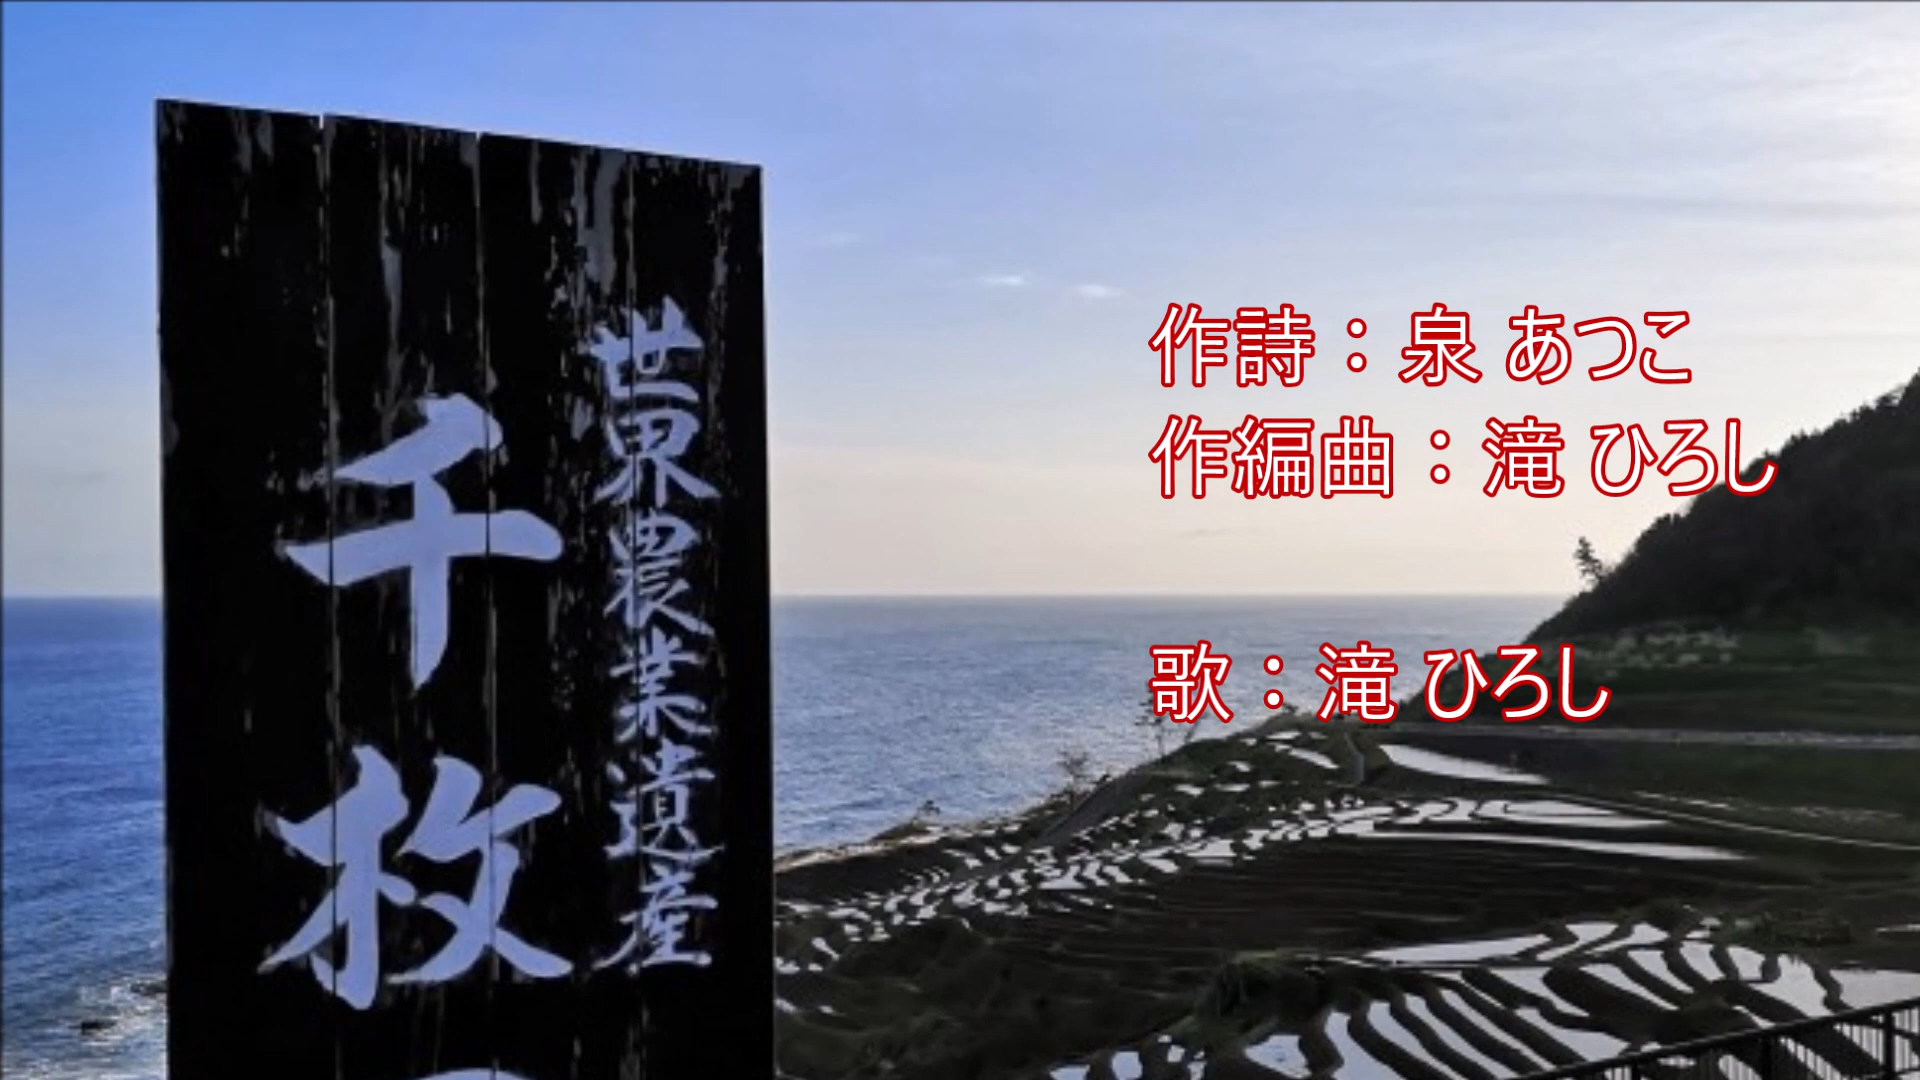 世界農業遺産
千枚
作詩：泉 あつこ
作編曲：滝 ひろし
歌：滝 ひろし